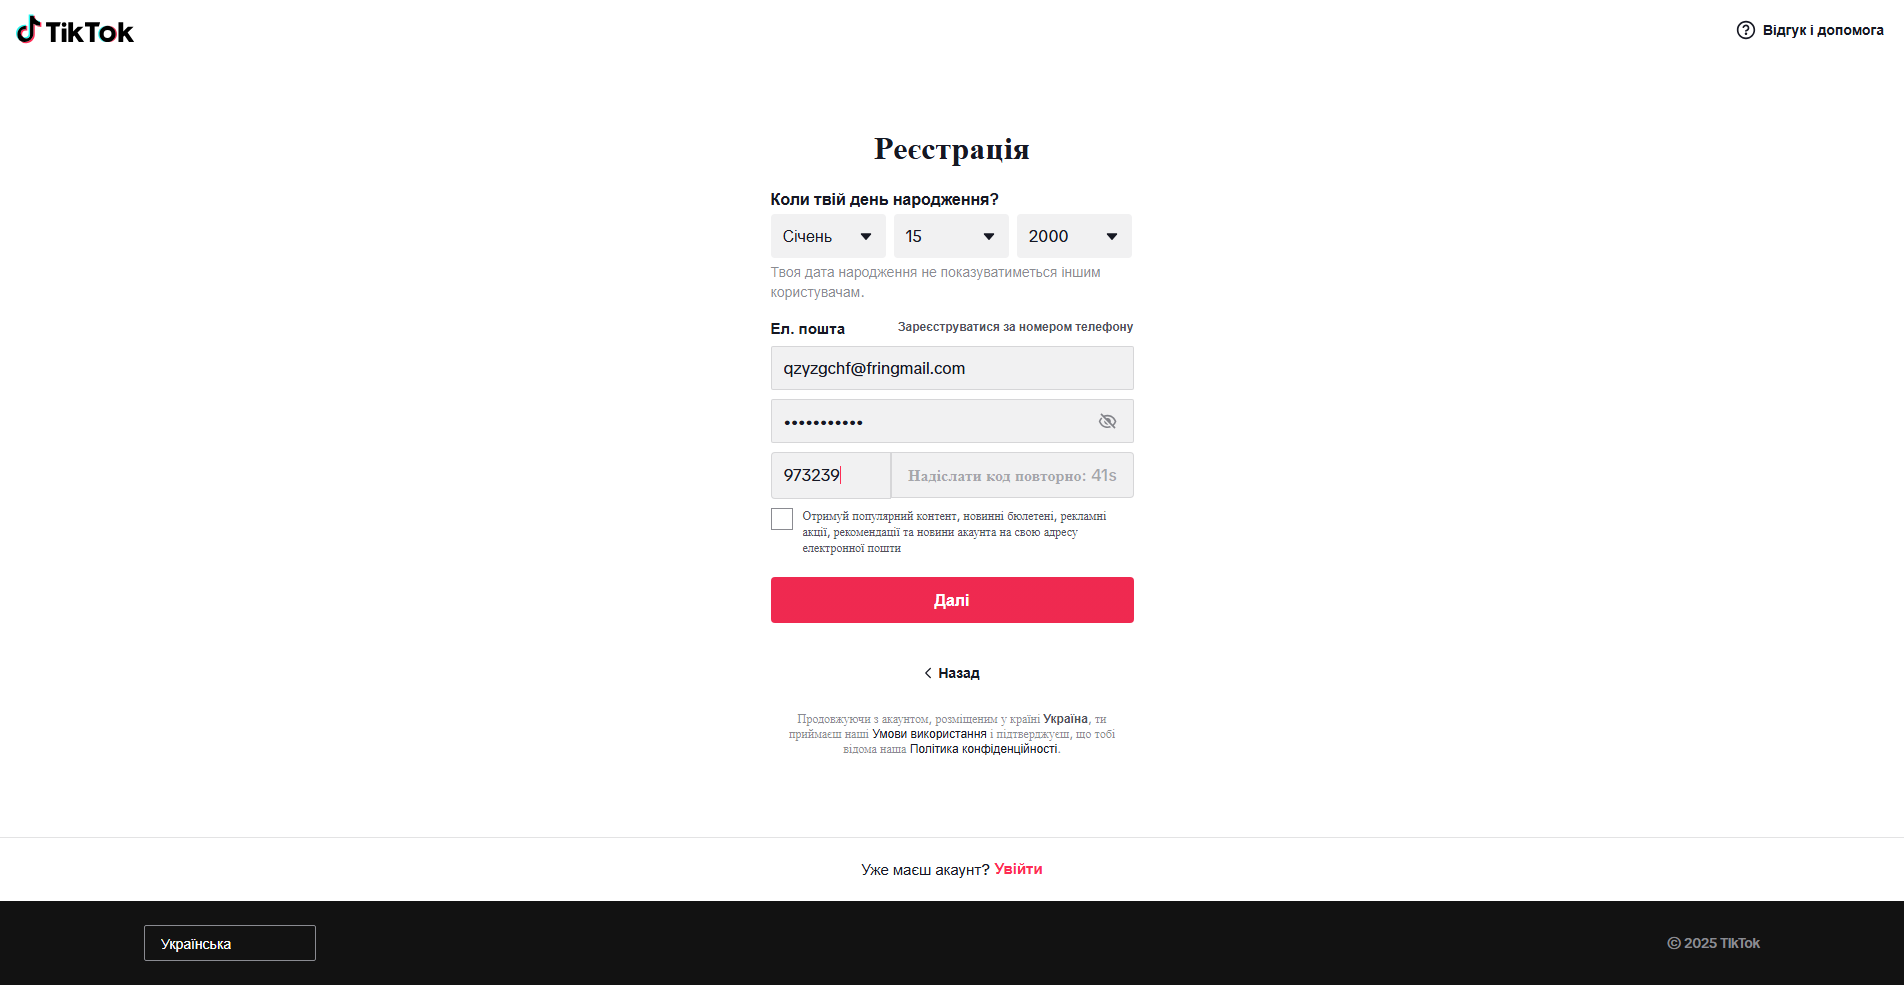 TikTok
Відгук і допомога
Реєстрація
Коли твій день народження?
Січень 15 2000
Твоя дата народження не показуватиметься іншим
користувачам.
Ел. пошта Зареєструватися за номером телефону
qzyzgchf@fringmail.com
•••••••••••
973239 Надіслати код повторно: 41s
Отримуй популярний контент, новинні бюлетені, рекламні
акції, рекомендації та новини акаунта на свою адресу
електронної пошти
Далі
Назад
Продовжуючи з акаунтом, розміщеним у країні Україна, ти
приймаєш наші Умови використання і підтверджуєш, що тобі
відома наша Політика конфіденційності.
Уже маєш акаунт? Увійти
Українська
© 2025 TikTok